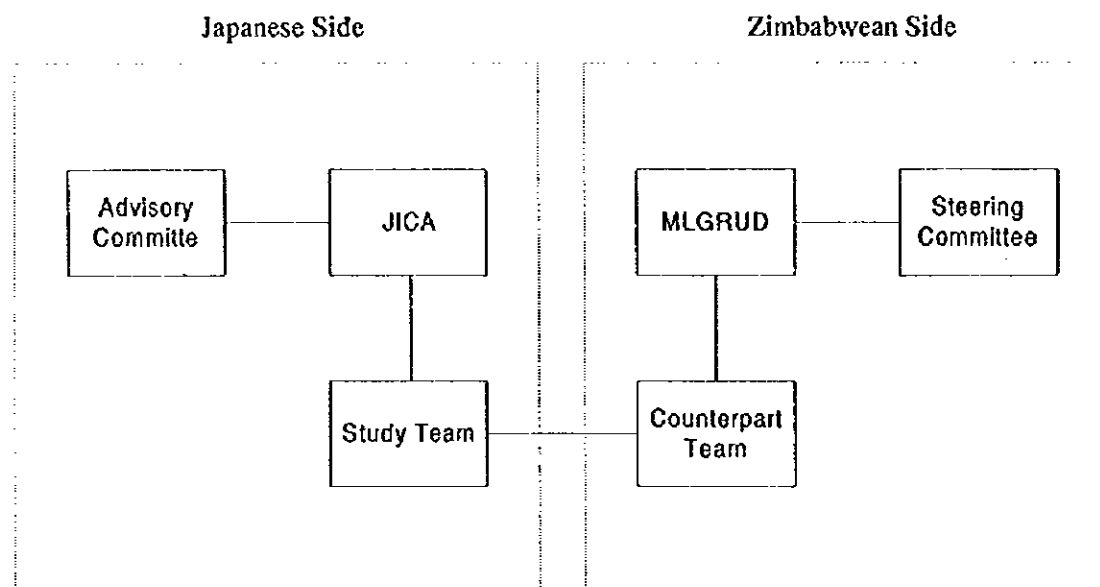 Japanese Side
Zimbabwean Side
Advisory
Committe
JICA
MLGRUD
Steering
Committee
Study Team
Counterpart
Team